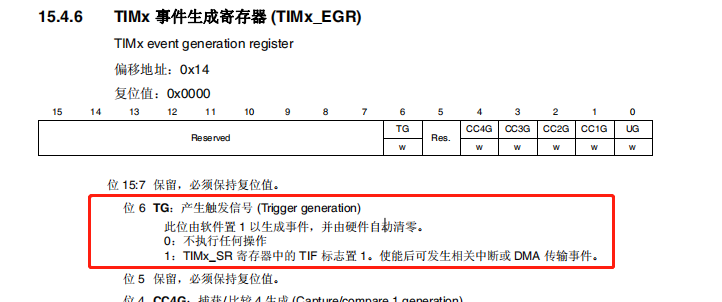 15.4.6 TIMx 事件生成寄存器 (TIMx_EGR)
TIMx event generation register
偏移地址：0x14
复位值：0x0000
15 14 13 12 11 10 9 8 7 6 5 4 3 2 1 0
Reserved TG Res. CC4G CC3G CC2G CC1G UG
w w w w w w
位 15:7 保留，必须保持复位值。
位 6 TG：产生触发信号 (Trigger generation)
此位由软件置 1 以生成事件，并由硬件自动清零。
0：不执行任何操作
1：TIMx_SR 寄存器中的 TIF 标志置 1。使能后可发生相关中断或 DMA 传输事件。
位 5 保留，必须保持复位值。
位 4 CC4G：捕获/比较 4 生成 (Capture/compare 1 generation)